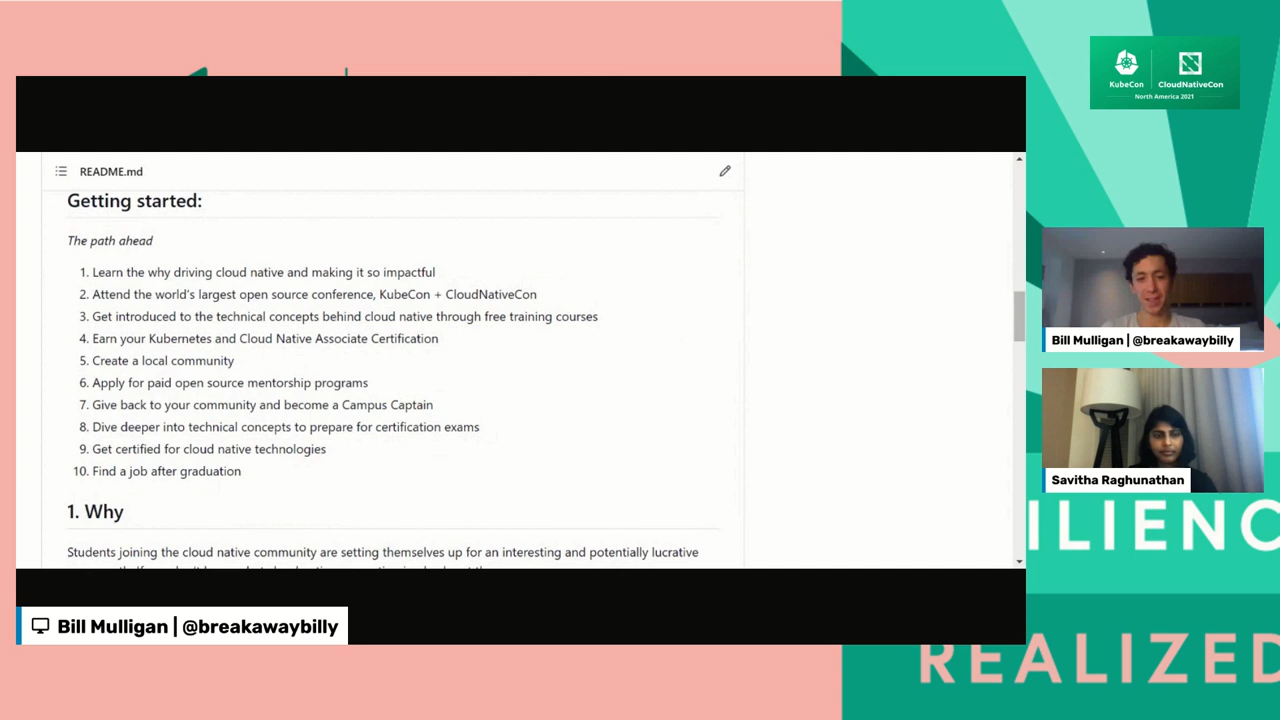 README.md
Getting started:
The path ahead
1. Learn the why driving cloud native and making it so impactful
2. Attend the world's largest open source conference, KubeCon + CloudNativeCon
3. Get introduced to the technical concepts behind cloud native through free training courses
4. Earn your Kubernetes and Cloud Native Associate Certification
5. Create a local community
6. Apply for paid open source mentorship programs
7. Give back to your community and become a Campus Captain
8. Dive deeper into technical concepts to prepare for certification exams
9. Get certified for cloud native technologies
10. Find a job after graduation
1. Why
Students joining the cloud native community are setting themselves up for an interesting and potentially lucrative
Bill Mulligan | @breakawaybilly
KubeCon
CloudNativeCon
North America 2021
Bill Mulligan | @breakawaybilly
Savitha Raghunathan
ILIENC
REALIZED